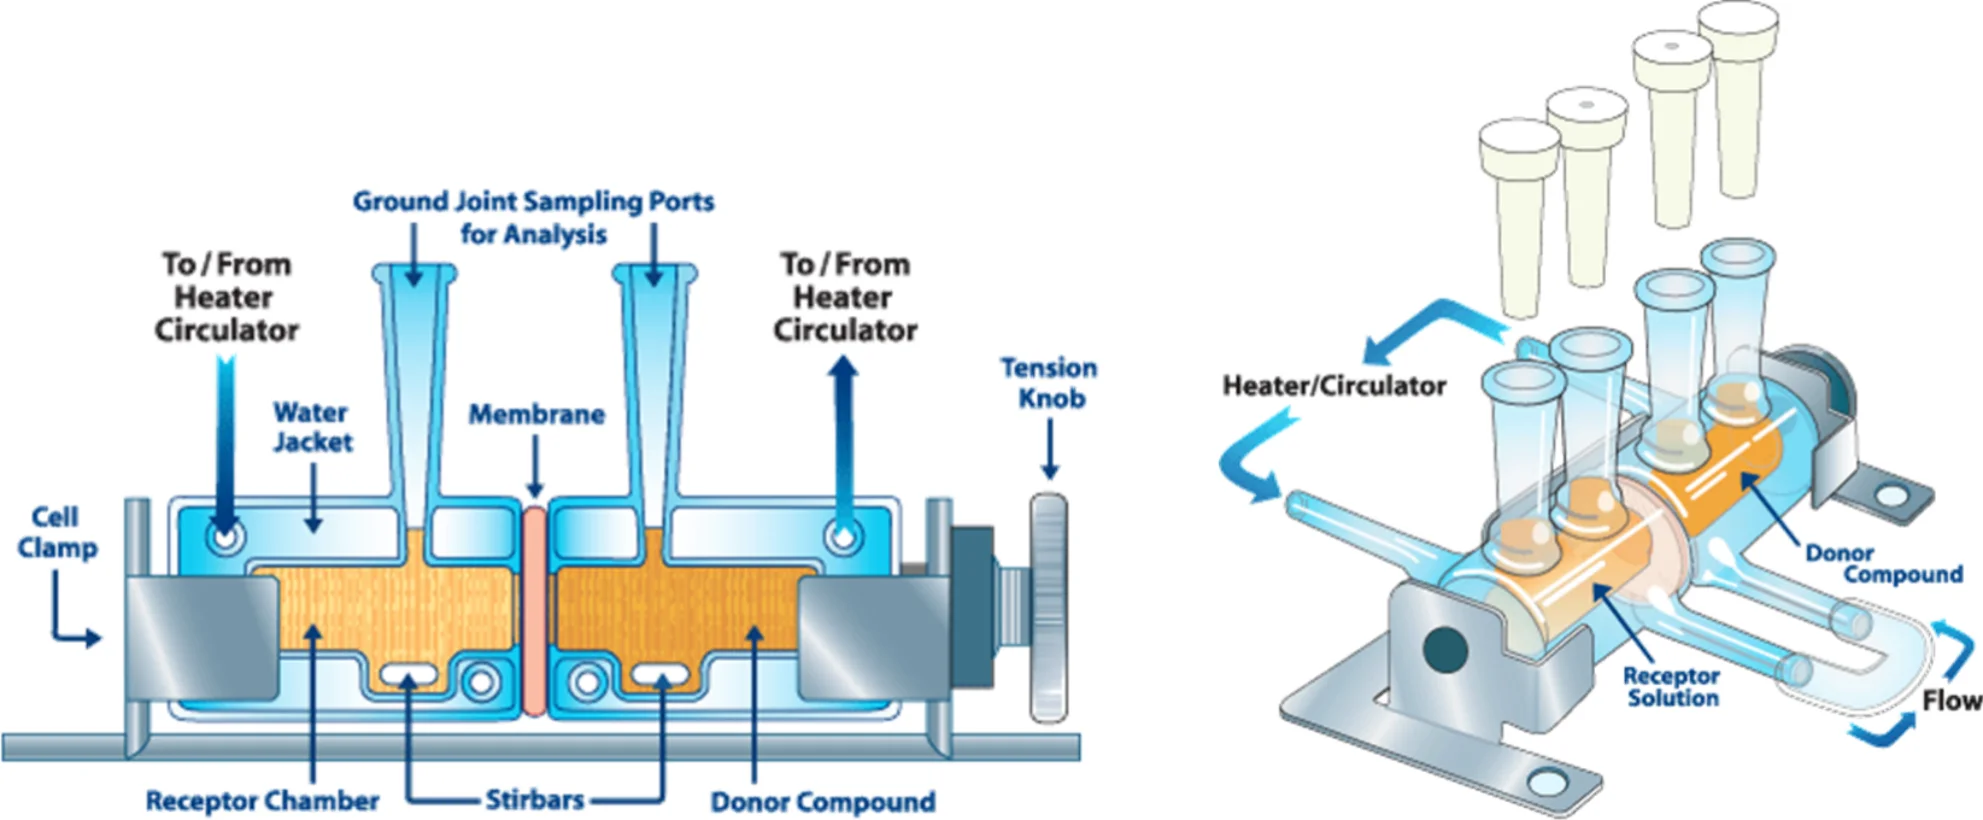 Ground Joint Sampling Ports
for Analysis
To / From
Heater
Circulator
To / From
Heater
Circulator
Tension
Knob
Water
Jacket
Membrane
Cell
Clamp
Receptor Chamber
Stirbars
Donor Compound
Heater/Circulator
Donor
Compound
Receptor
Solution
Flow